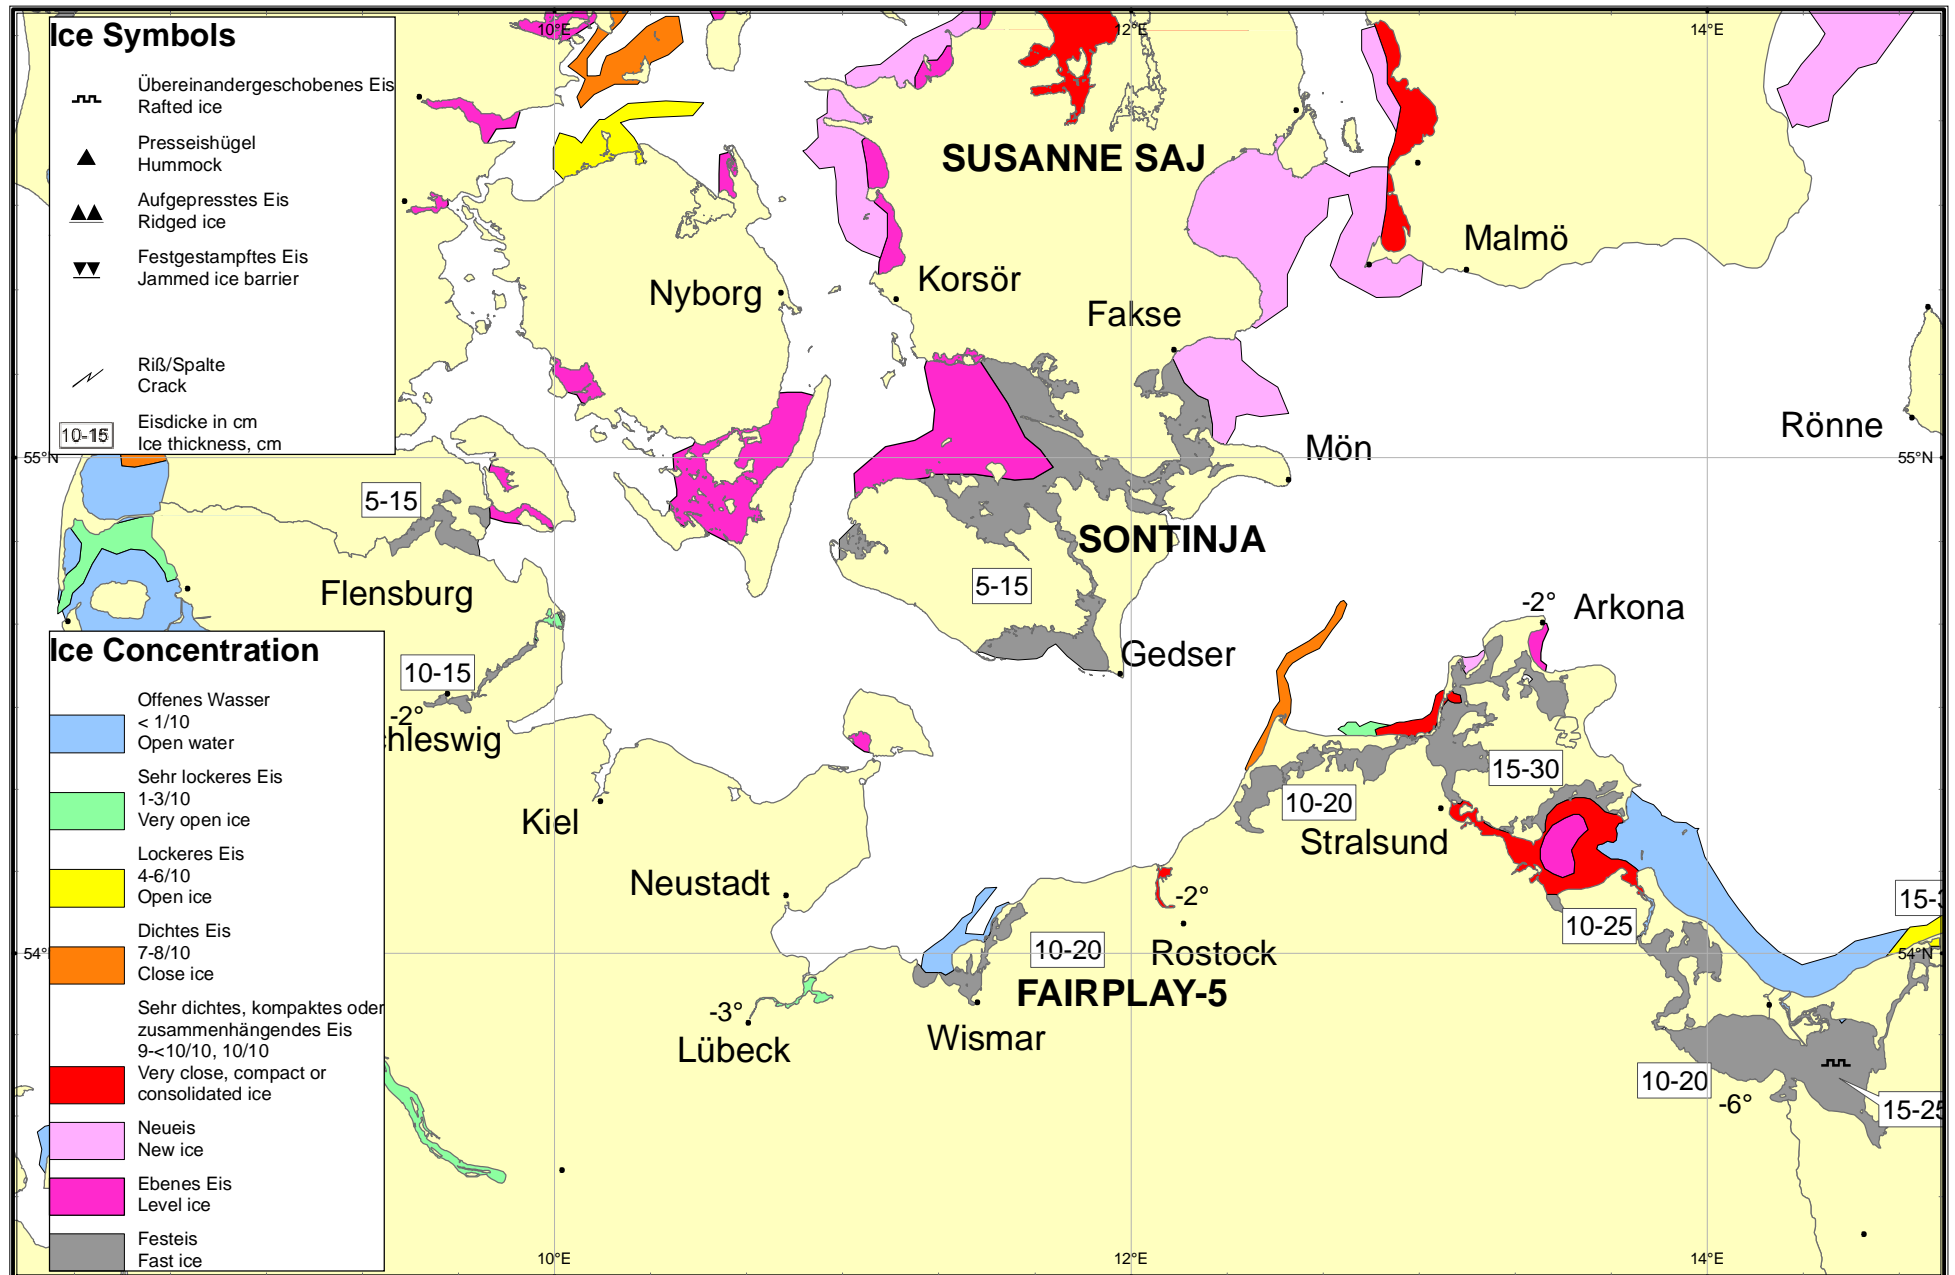 Ice Symbols
Übereinandergeschobenes Eis
Rafted ice
Presseishügel
Hummock
Aufgepresstes Eis
Ridged ice
Festgestampftes Eis
Jammed ice barrier
Riß/Spalte
Crack
10-15
Eisdicke in cm
Ice thickness, cm
Ice Concentration
Offenes Wasser
< 1/10
Open water
Sehr lockeres Eis
1-3/10
Very open ice
Lockeres Eis
4-6/10
Open ice
Dichtes Eis
7-8/10
Close ice
Sehr dichtes, kompaktes oder
zusammenhängendes Eis
9-<10/10, 10/10
Very close, compact or
consolidated ice
Neueis
New ice
Ebenes Eis
Level ice
Festeis
Fast ice
10°E
12°E
14°E
SUSANNE SAJ
Malmö
Nyborg
Korsör
Fakse
Rönne
Mön
55°N
55°N
5-15
SONTINJA
Flensburg
5-15
-2°
Arkona
Gedser
10-15
-2°
chleswig
15-30
10-20
Kiel
Stralsund
Neustadt
-2°
15-3
10-25
10-20
Rostock
54°
54°N
FAIRPLAY-5
-3°
Lübeck
Wismar
10-20
-6°
15-25
10°E
12°E
14°E